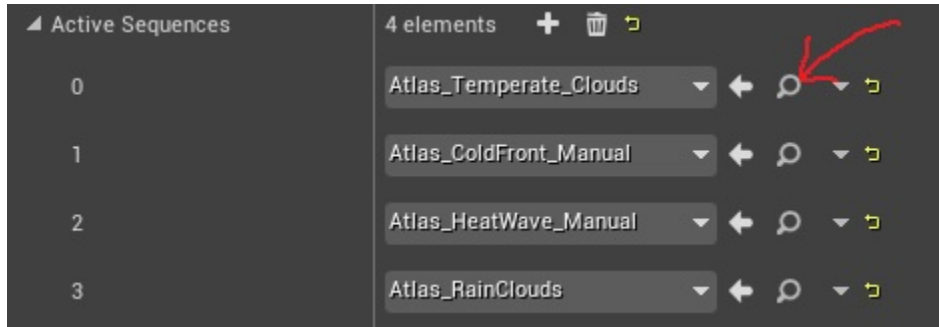 Active Sequences 4 elements
0 Atlas_Temperate_Clouds
1 Atlas_ColdFront_Manual
2 Atlas_HeatWave_Manual
3 Atlas_RainClouds